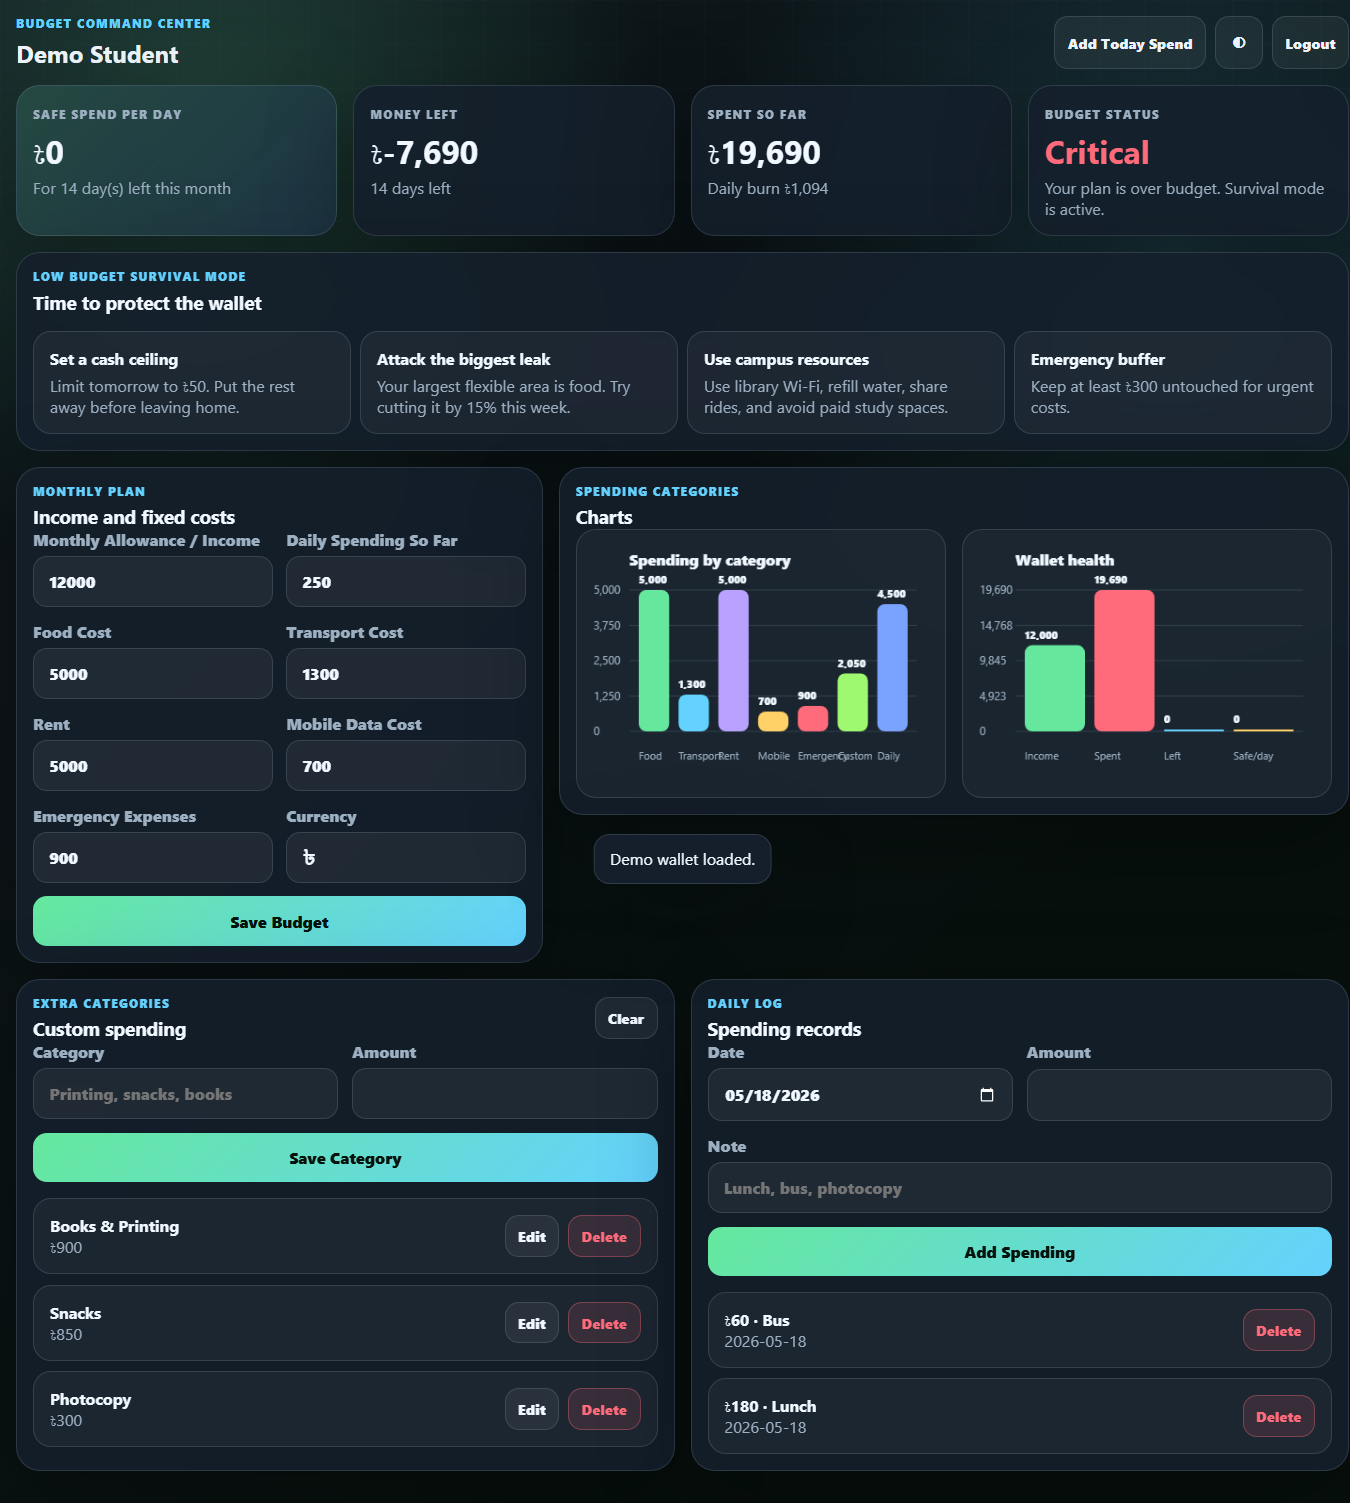 BUDGET COMMAND CENTER
Demo Student
Add Today Spend
Logout
SAFE SPEND PER DAY
৳0
For 14 day(s) left this month
MONEY LEFT
৳-7,690
14 days left
SPENT SO FAR
৳19,690
Daily burn ৳1,094
BUDGET STATUS
Critical
Your plan is over budget. Survival mode
is active.
LOW BUDGET SURVIVAL MODE
Time to protect the wallet
Set a cash ceiling
Limit tomorrow to ৳50. Put the rest
away before leaving home.
Attack the biggest leak
Your largest flexible area is food. Try
cutting it by 15% this week.
Use campus resources
Use library Wi-Fi, refill water, share
rides, and avoid paid study spaces.
Emergency buffer
Keep at least ৳300 untouched for urgent
costs.
MONTHLY PLAN
Income and fixed costs
Monthly Allowance / Income
12000
Daily Spending So Far
250
Food Cost
5000
Transport Cost
1300
Rent
5000
Mobile Data Cost
700
Emergency Expenses
900
Currency
৳
Save Budget
SPENDING CATEGORIES
Charts
Spending by category
5,000
3,750
2,500
1,250
0
5,000
1,300
5,000
700
900
2,050
4,500
Food
Transport
Rent
Mobile
Emergency
Custom
Daily
Wallet health
19,690
14,768
9,845
4,923
0
12,000
19,690
0
0
Income
Spent
Left
Safe/day
Demo wallet loaded.
EXTRA CATEGORIES
Custom spending
Clear
Category
Amount
Printing, snacks, books
Save Category
Books & Printing
৳900
Edit
Delete
Snacks
৳850
Edit
Delete
Photocopy
৳300
Edit
Delete
DAILY LOG
Spending records
Date
Amount
05/18/2026
Note
Lunch, bus, photocopy
Add Spending
৳60 · Bus
2026-05-18
Delete
৳180 · Lunch
2026-05-18
Delete